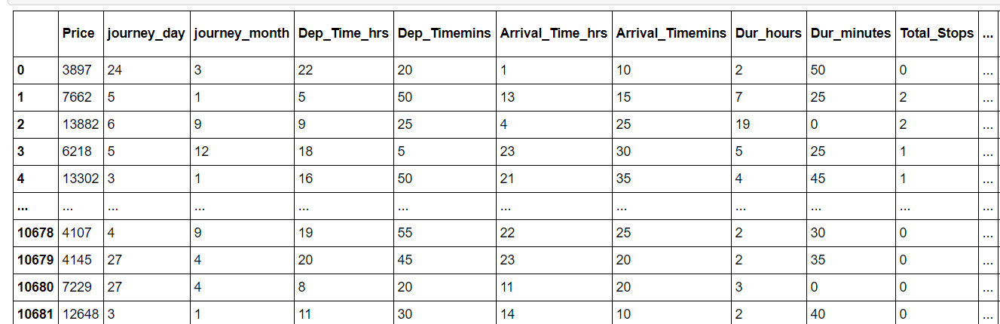 Price journey_day journey_month Dep_Time_hrs Dep_Timemins Arrival_Time_hrs Arrival_Timemins Dur_hours Dur_minutes Total_Stops ...
0 3897 24 3 22 20 1 10 2 50 0 ...
1 7662 5 1 5 50 13 15 7 25 2 ...
2 13882 6 9 9 25 4 25 19 0 2 ...
3 6218 5 12 18 5 23 30 5 25 1 ...
4 13302 3 1 16 50 21 35 4 45 1 ...
... ... ... ... ... ... ... ... ... ... ... ...
10678 4107 4 9 19 55 22 25 2 30 0 ...
10679 4145 27 4 20 45 23 20 2 35 0 ...
10680 7229 27 4 8 20 11 20 3 0 0 ...
10681 12648 3 1 11 30 14 10 2 40 0 ...